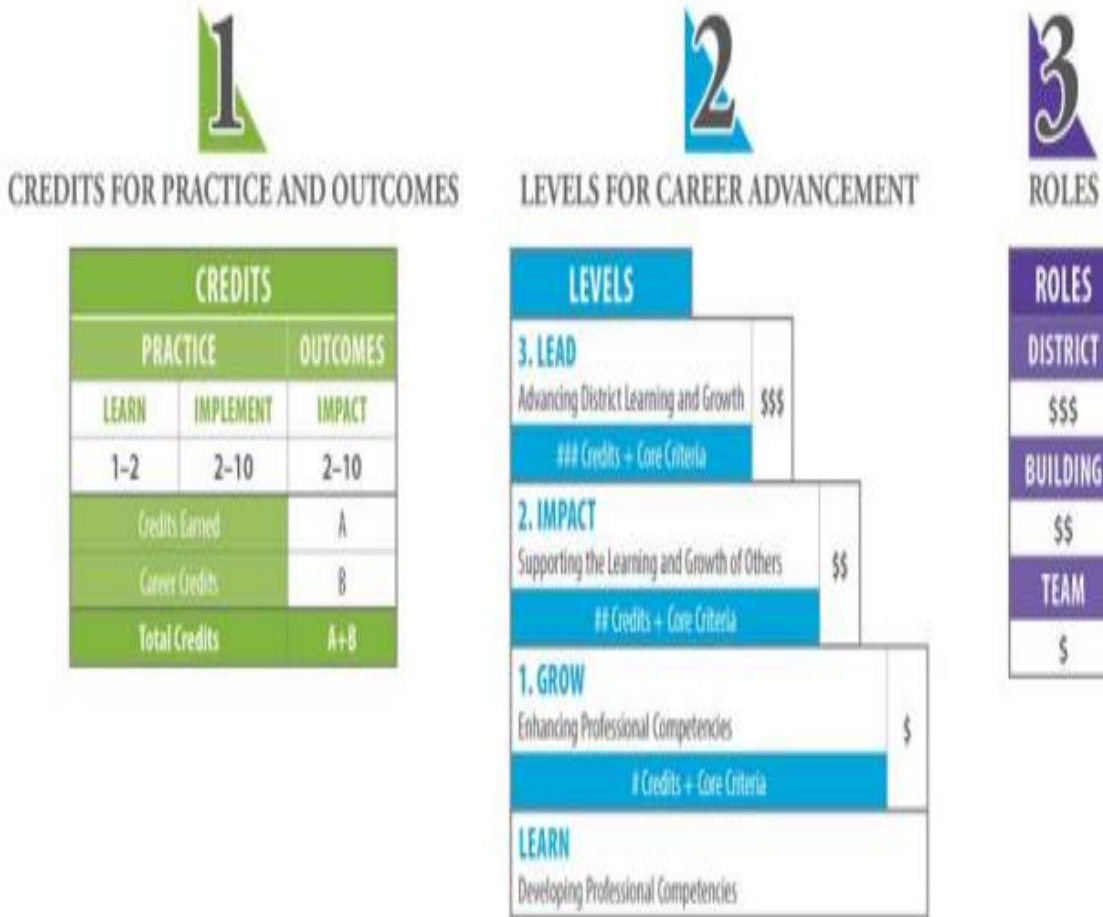 1
CREDITS FOR PRACTICE AND OUTCOMES
CREDITS
PRACTICE OUTCOMES
LEARN IMPLEMENT IMPACT
1–2 2–10 2–10
Credits Earned A
Career Credits B
Total Credits A+B
2
LEVELS FOR CAREER ADVANCEMENT
LEVELS
3. LEAD
Advancing District Learning and Growth $$$
### Credits + Core Criteria
2. IMPACT
Supporting the Learning and Growth of Others $$
## Credits + Core Criteria
1. GROW
Enhancing Professional Competencies $
# Credits + Core Criteria
LEARN
Developing Professional Competencies
3
ROLES
ROLES
DISTRICT
$$$
BUILDING
$$
TEAM
$